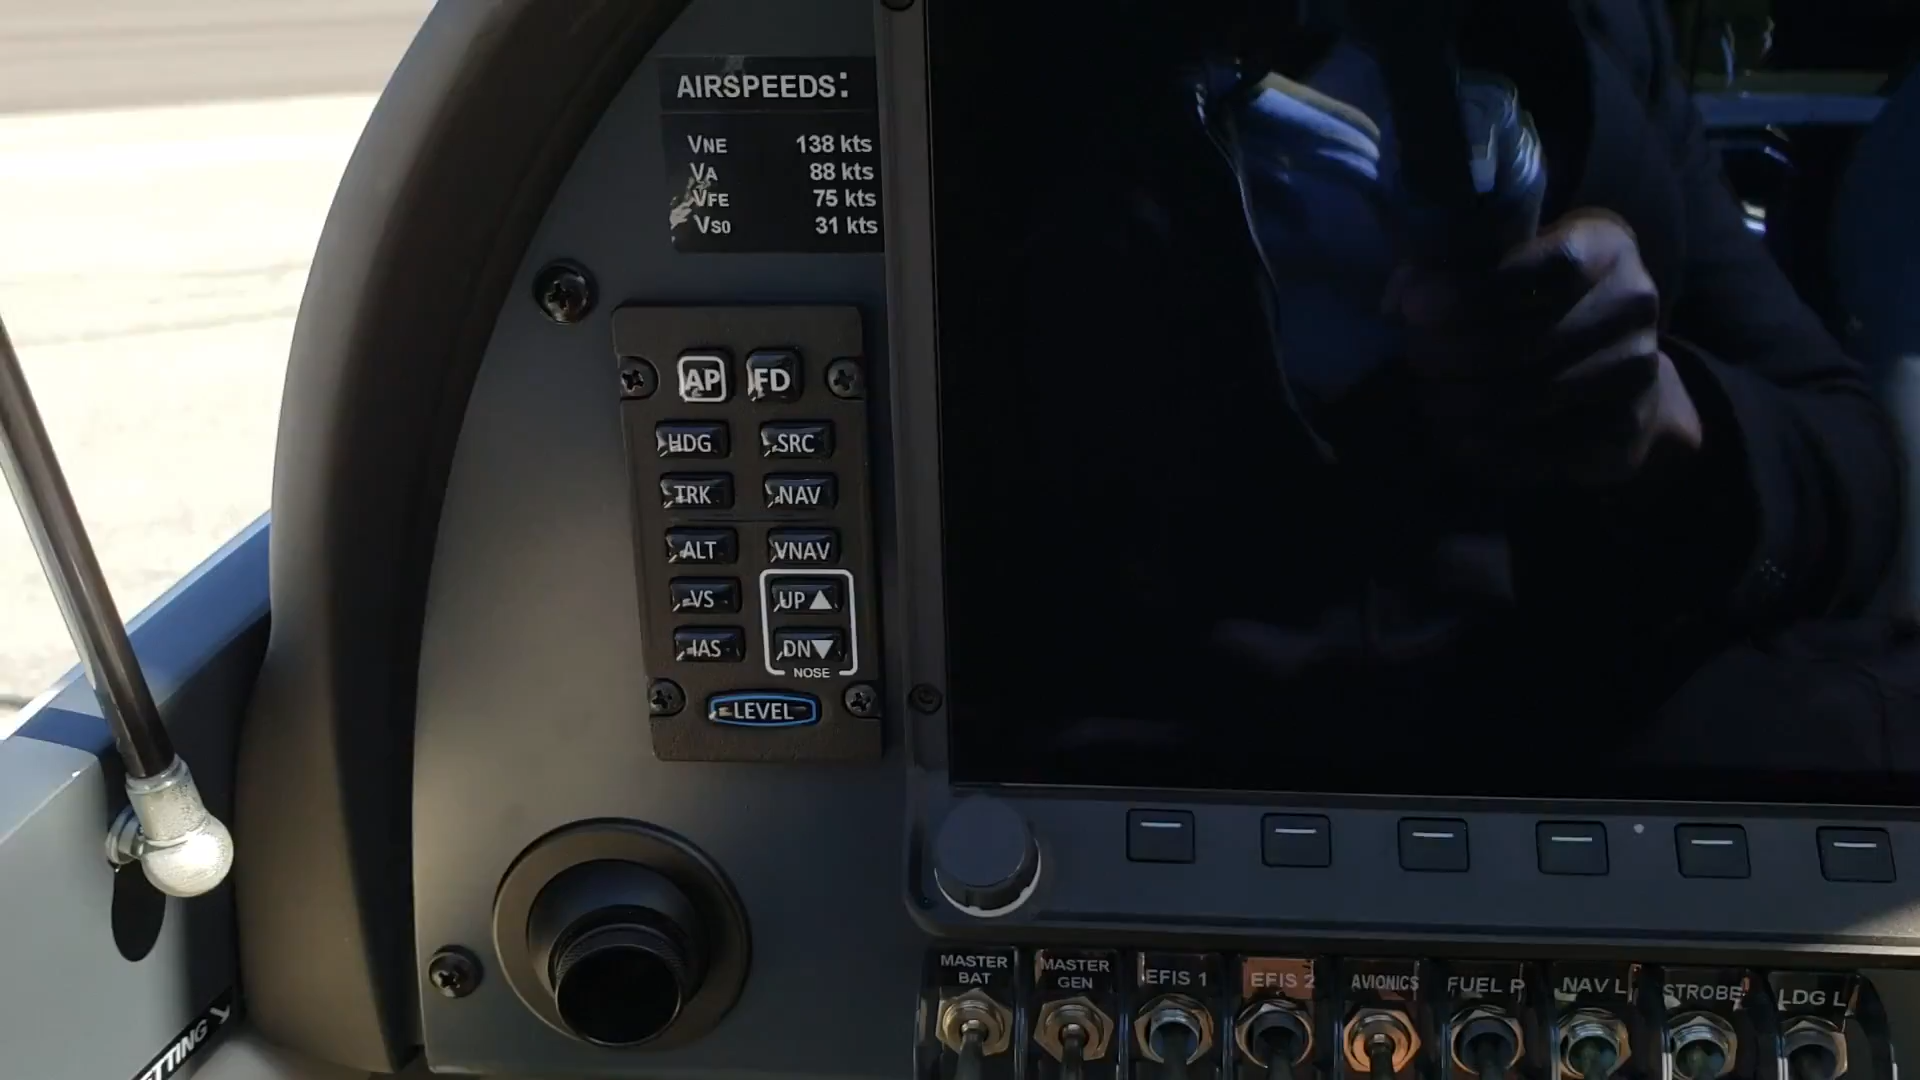 AIRSPEEDS:
VNE 138 kts
VA 88 kts
VFE 75 kts
VS0 31 kts
AP FD
HDG SRC
TRK NAV
ALT VNAV
VS UP▲
IAS DN▼
NOSE
LEVEL
MASTER BAT
MASTER GEN
EFIS 1
EFIS 2
AVIONICS
FUEL P
NAV L
STROBE
LDG L